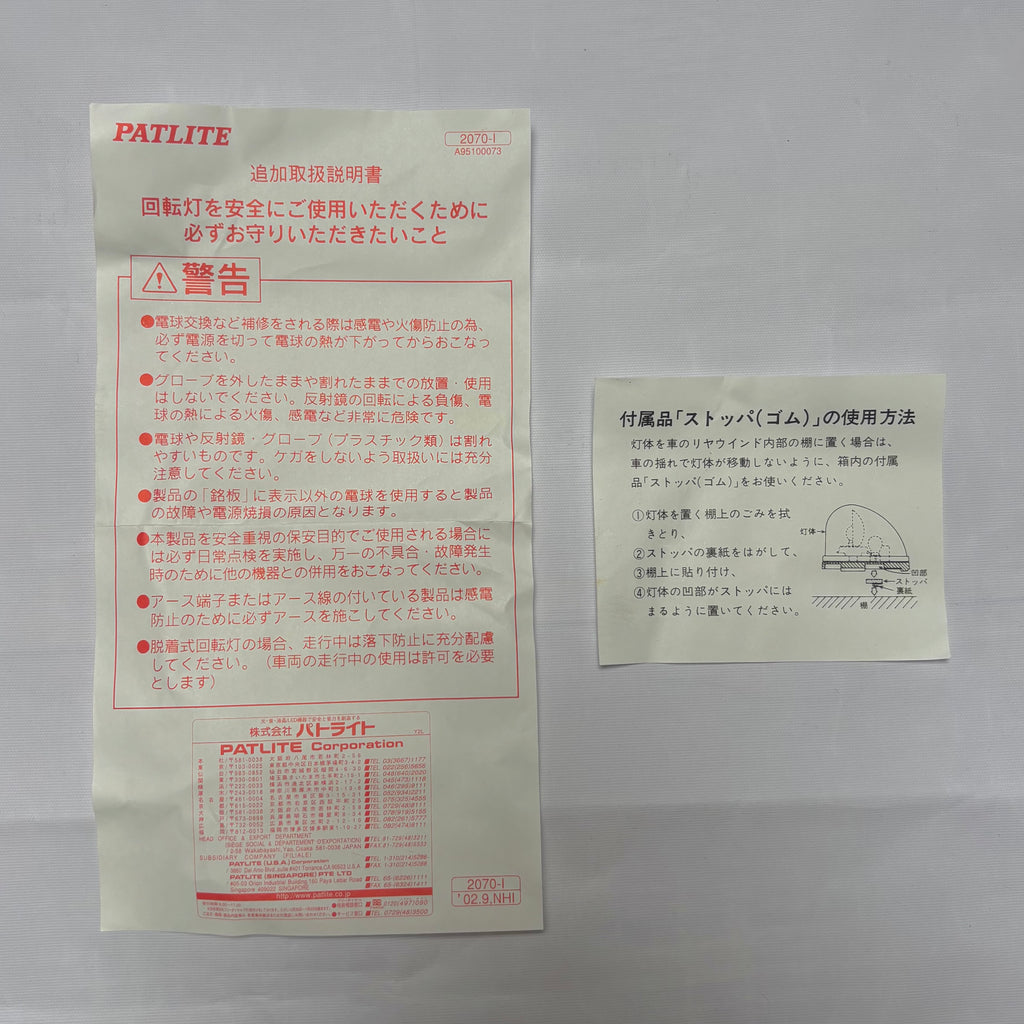 PATLITE
2070-I
A95100073
追加取扱説明書
回転灯を安全にご使用いただくために
必ずお守りいただきたいこと
警告
●電球交換など補修をされる際は感電や火傷防止の為、
必ず電源を切って電球の熱が下がってからおこなっ
てください。
●グローブを外したままや割れたままでの放置・使用
はしないでください。反射鏡の回転による負傷、電
球の熱による火傷、感電など非常に危険です。
●電球や反射鏡・グローブ(プラスチック類)は割れ
やすいものです。ケガをしないよう取扱いには充分
注意してください。
●製品の「銘板」に表示以外の電球を使用すると製品
の故障や電源焼損の原因となります。
●本製品を安全重視の保安目的でご使用される場合に
は必ず日常点検を実施し、万一の不具合・故障発生
時のために他の機器との併用をおこなってください。
●アース端子またはアース線の付いている製品は感電
防止のために必ずアースを施こしてください。
●脱着式回転灯の場合、走行中は落下防止に充分配慮
してください。(車両の走行中の使用は許可を必要
とします)
株式会社 パトライト
PATLITE Corporation
HEAD OFFICE & EXPORT DEPARTMENT
(SIEGE SOCIAL & DÉPARTEMENT D'EXPORTATION)
SUBSIDIARY COMPANY (FILIALE)
PATLITE (U.S.A.) Corporation
PATLITE (SINGAPORE) PTE LTD
http://www.patlite.co.jp
2070-I
'02.9,NHI
付属品「ストッパ(ゴム)」の使用方法
灯体を車のリヤウインド内部の棚に置く場合は、
車の揺れで灯体が移動しないように、箱内の付属
品「ストッパ(ゴム)」をお使いください。
①灯体を置く棚上のごみを拭
きとり、
②ストッパの裏紙をはがして、
③棚上に貼り付け、
④灯体の凹部がストッパには
まるように置いてください。
灯体
凹部
ストッパ
裏紙
棚